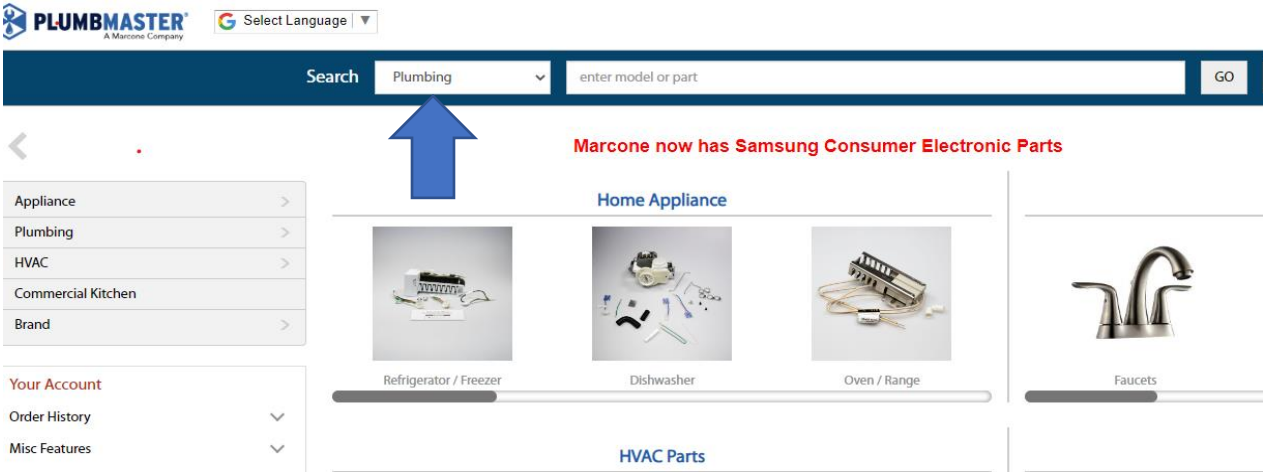 PLUMBMASTER®
A Marcone Company
Select Language
Search
Plumbing
enter model or part
GO
Marcone now has Samsung Consumer Electronic Parts
Appliance
Plumbing
HVAC
Commercial Kitchen
Brand
Your Account
Order History
Misc Features
Home Appliance
Refrigerator / Freezer
Dishwasher
Oven / Range
Faucets
HVAC Parts